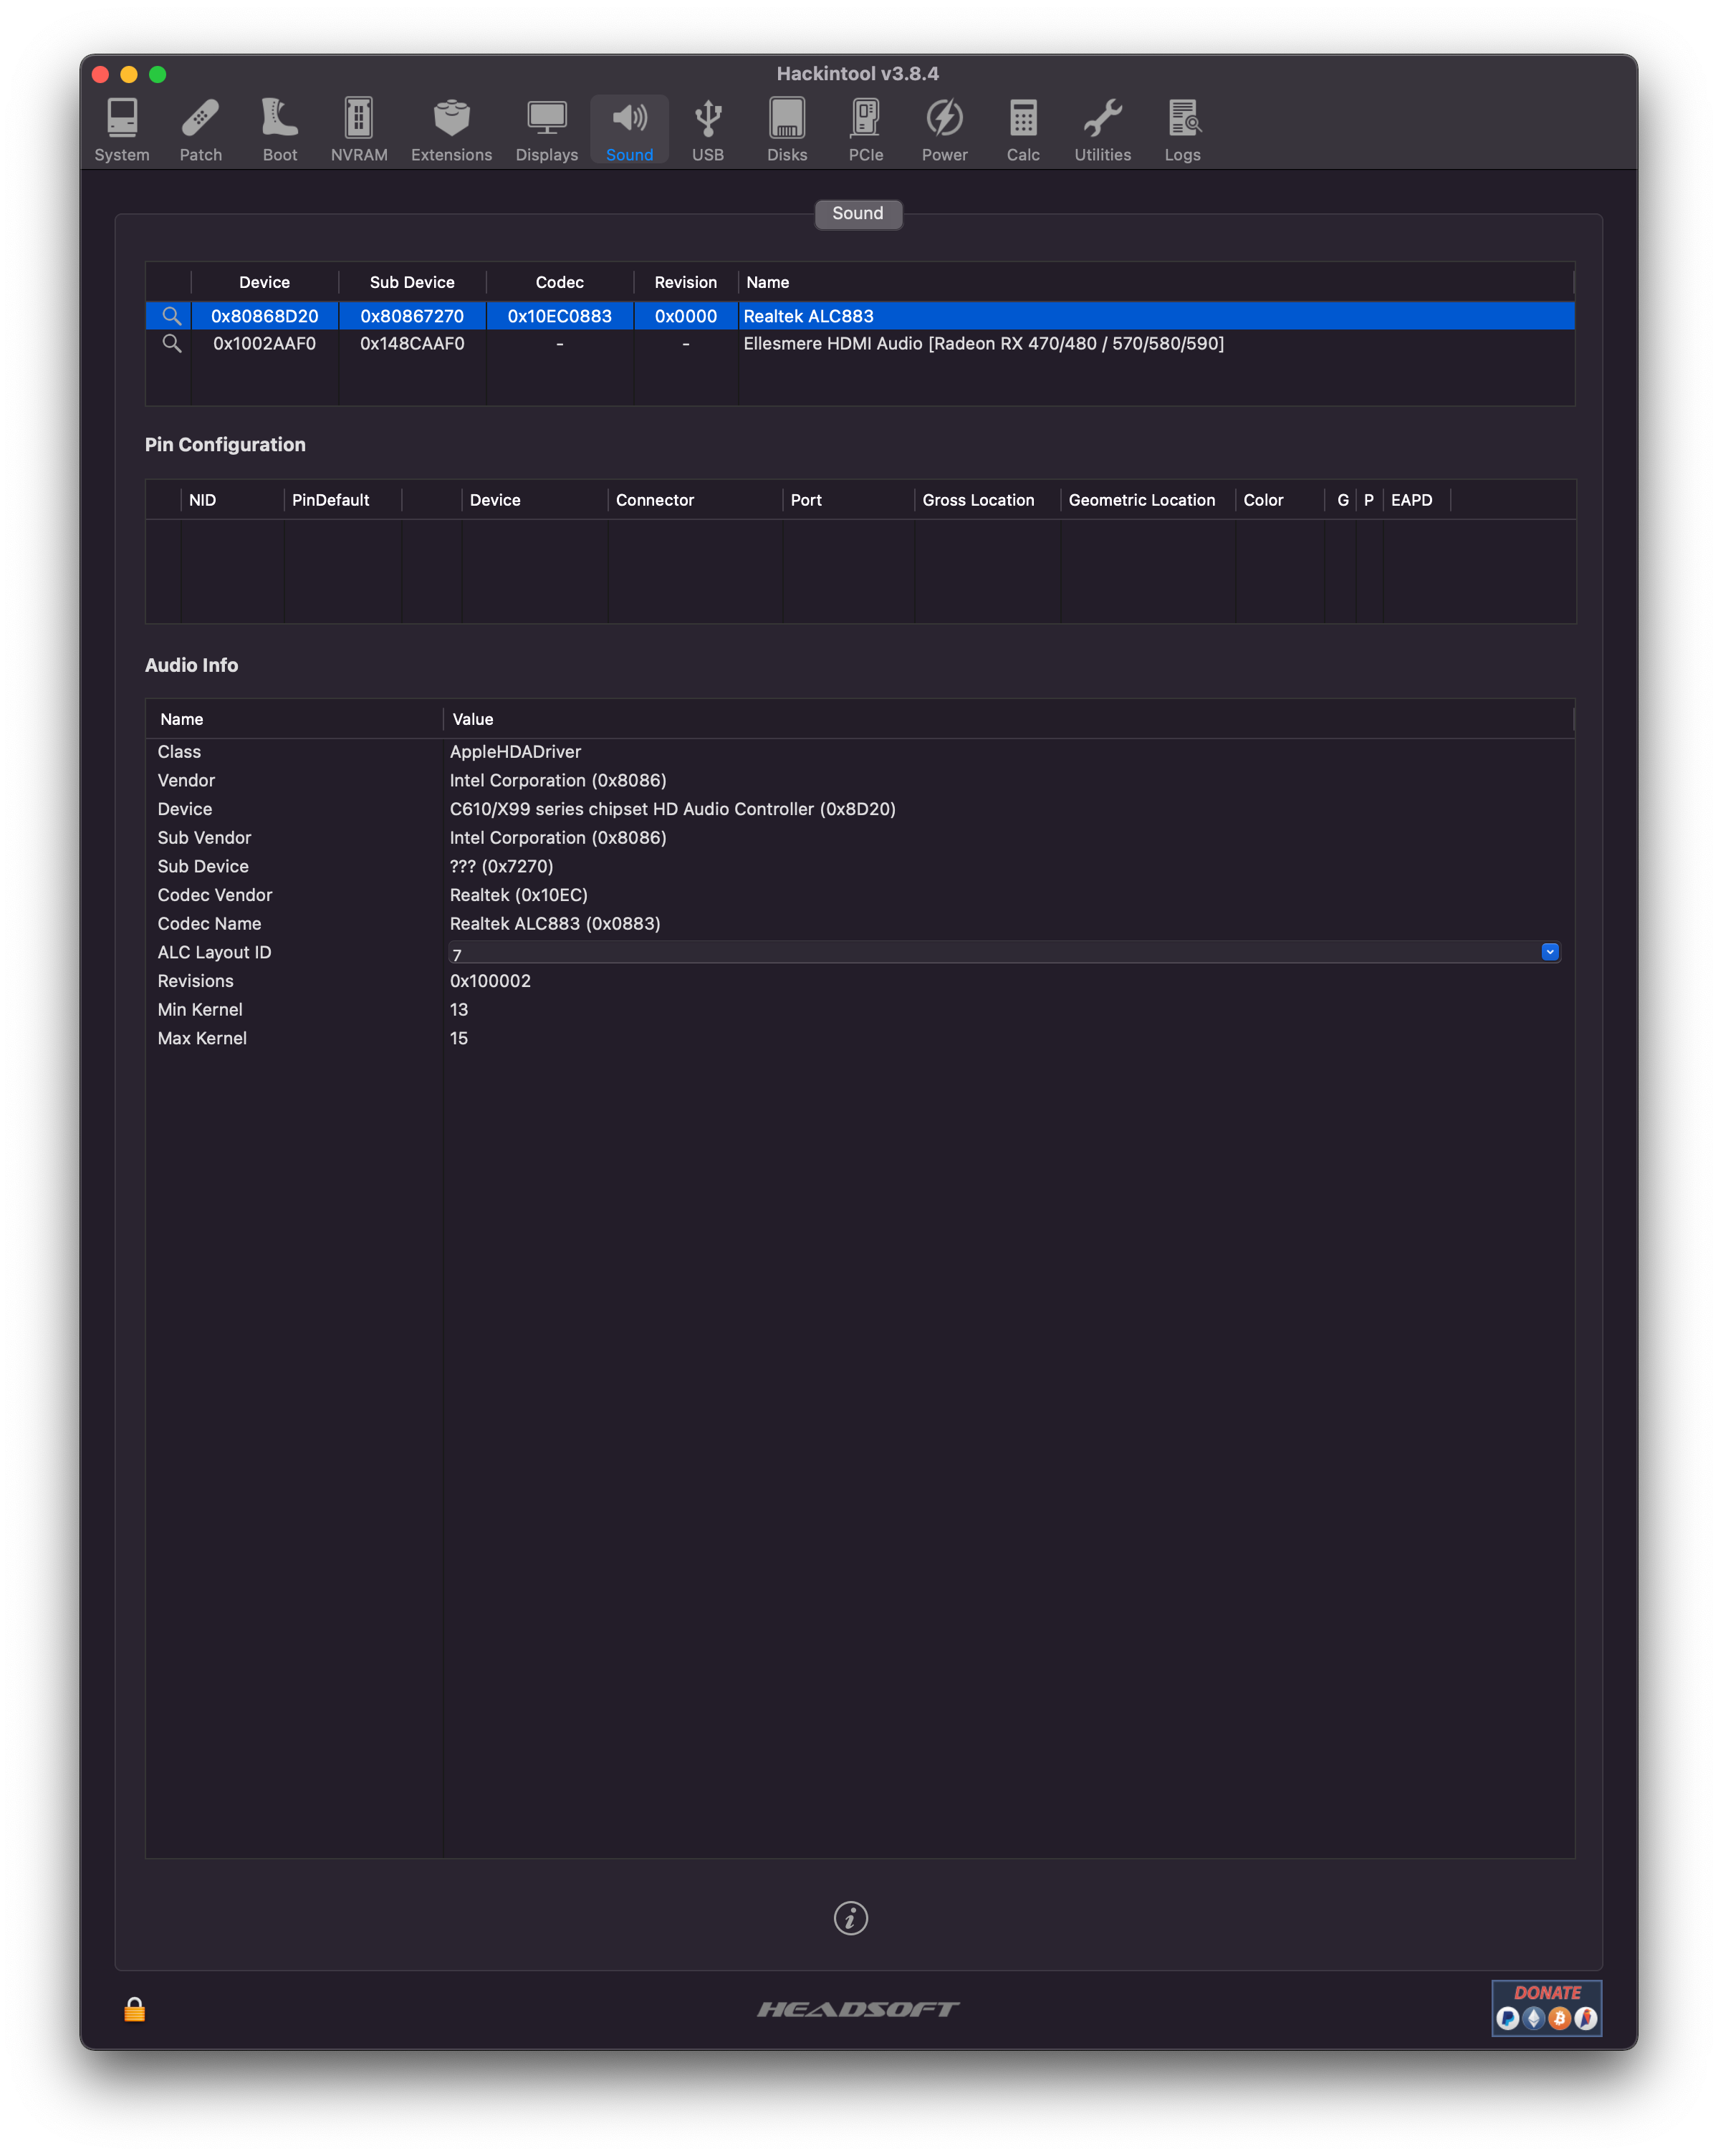 Hackintool v3.8.4
System Patch Boot NVRAM Extensions Displays Sound USB Disks PCIe Power Calc Utilities Logs
Sound
Device Sub Device Codec Revision Name
0x80868D20 0x80867270 0x10EC0883 0x0000 Realtek ALC883
0x1002AAF0 0x148CAAF0 - - Ellesmere HDMI Audio [Radeon RX 470/480 / 570/580/590]
Pin Configuration
NID PinDefault Device Connector Port Gross Location Geometric Location Color G P EAPD
Audio Info
Name Value
Class AppleHDADriver
Vendor Intel Corporation (0x8086)
Device C610/X99 series chipset HD Audio Controller (0x8D20)
Sub Vendor Intel Corporation (0x8086)
Sub Device ??? (0x7270)
Codec Vendor Realtek (0x10EC)
Codec Name Realtek ALC883 (0x0883)
ALC Layout ID 7
Revisions 0x100002
Min Kernel 13
Max Kernel 15
HEADSOFT
DONATE